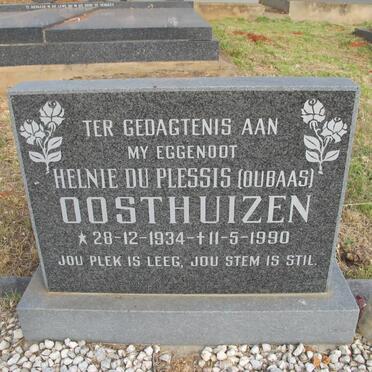 TER GEDAGTENIS AAN
MY EGGENOOT
HELNIE DU PLESSIS (OUBAAS)
OOSTHUIZEN
★ 28-12-1934 - † 11-5-1990
JOU PLEK IS LEEG, JOU STEM IS STIL.